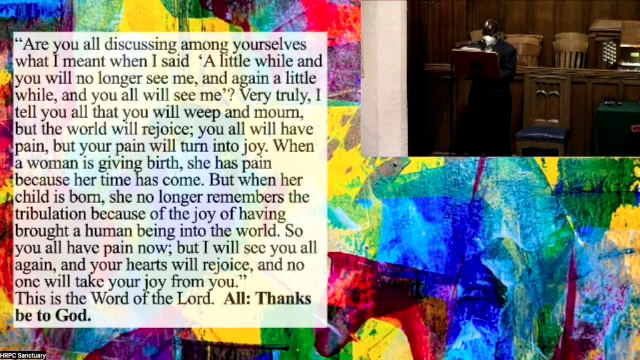 “Are you all discussing among yourselves
what I meant when I said ‘A little while and
you will no longer see me, and again a little
while, and you all will see me’? Very truly, I
tell you all that you will weep and mourn,
but the world will rejoice; you all will have
pain, but your pain will turn into joy. When
a woman is giving birth, she has pain
because her time has come. But when her
child is born, she no longer remembers the
tribulation because of the joy of having
brought a human being into the world. So
you all have pain now; but I will see you all
again, and your hearts will rejoice, and no
one will take your joy from you.”
This is the Word of the Lord.  All: Thanks
be to God.
HRPC Sanctuary